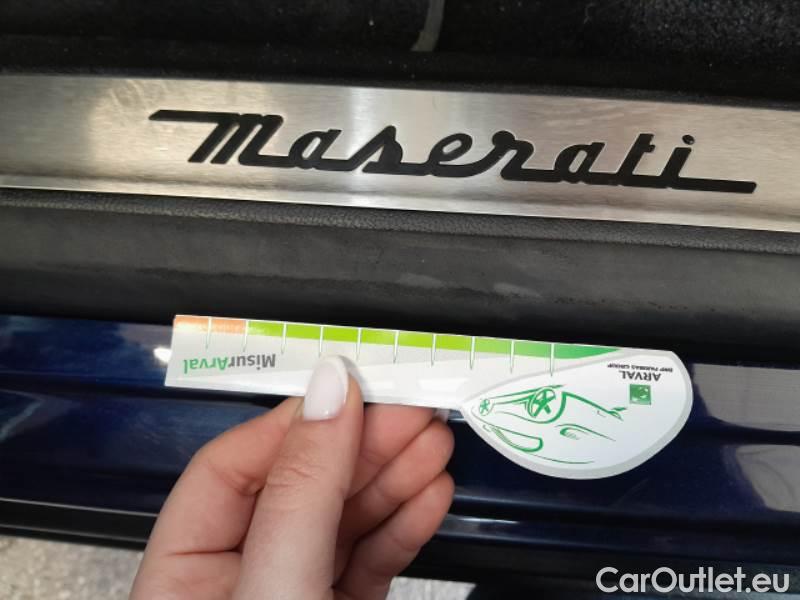 maserati
MisurArval
ARVAL
BNP PARIBAS GROUP
CarOutlet.eu